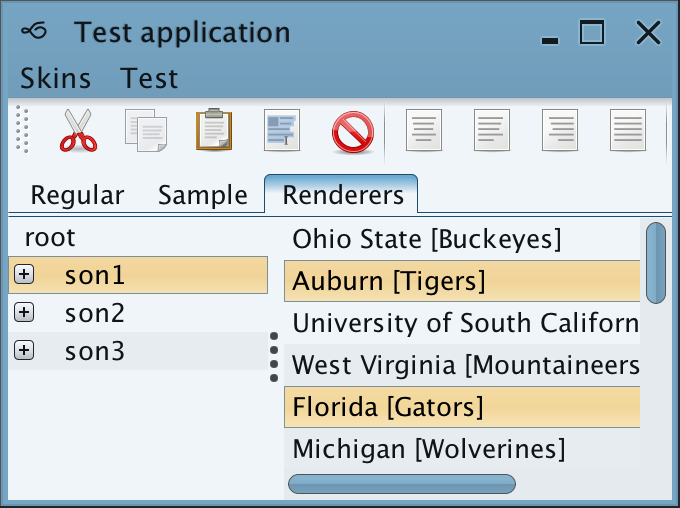 Test application
Skins Test
Regular Sample Renderers
root
son1
son2
son3
Ohio State [Buckeyes]
Auburn [Tigers]
University of South Californ
West Virginia [Mountaineers
Florida [Gators]
Michigan [Wolverines]